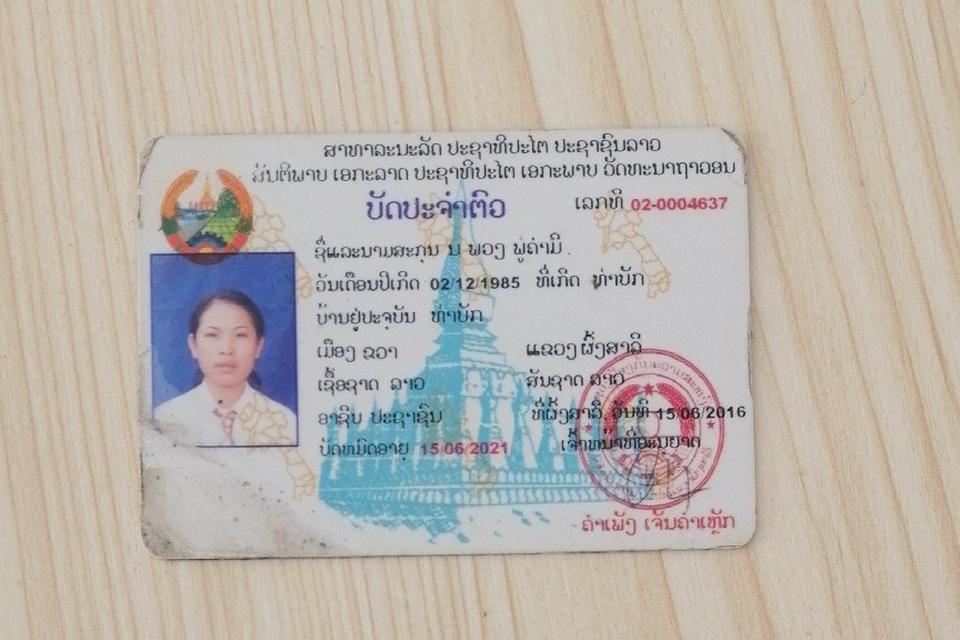 ສາທາລະນະລັດ ປະຊາທິປະໄຕ ປະຊາຊົນລາວ
ສັນຕິພາບ ເອກະລາດ ປະຊາທິປະໄຕ ເອກະພາບ ວັດທະນາຖາວອນ
ບັດປະຈຳຕົວ ເລກທີ 02-0004637
ຊື່ແລະນາມສະກຸນ ນ ພວງ ພູຄຳມີ
ວັນເດືອນປີເກີດ 02/12/1985 ທີ່ເກີດ ທ່າບັກ
ບ້ານຢູ່ປະຈຸບັນ ທ່າບັກ
ເມືອງ ຂວາ ແຂວງ ຜົ້ງສາລີ
ເຊື້ອຊາດ ລາວ ສັນຊາດ ລາວ
ອາຊີບ ປະຊາຊົນ ທີ່ຜົ້ງສາລີ, ວັນທີ 15/06/2016
ບັດຫມົດອາຍຸ 15/06/2021 ເຈົ້າຫນ້າທີ່ອະນຸຍາດ
ຄຳເພັງ ເຈັນຄຳເຫຼັກ